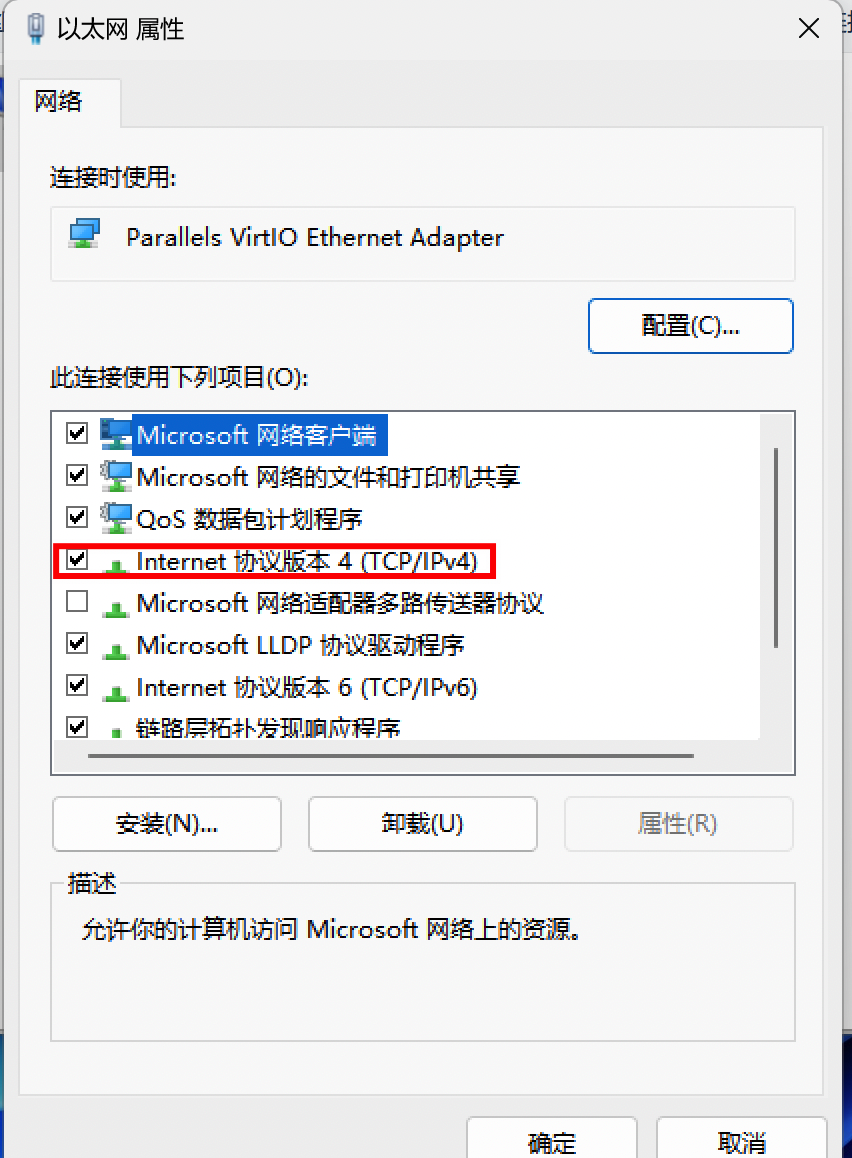 以太网 属性
网络
连接时使用:
Parallels VirtIO Ethernet Adapter
配置(C)...
此连接使用下列项目(O):
Microsoft 网络客户端
Microsoft 网络的文件和打印机共享
QoS 数据包计划程序
Internet 协议版本 4 (TCP/IPv4)
Microsoft 网络适配器多路传送器协议
Microsoft LLDP 协议驱动程序
Internet 协议版本 6 (TCP/IPv6)
链路层拓扑发现响应程序
安装(N)...
卸载(U)
属性(R)
描述
允许你的计算机访问 Microsoft 网络上的资源。
确定
取消